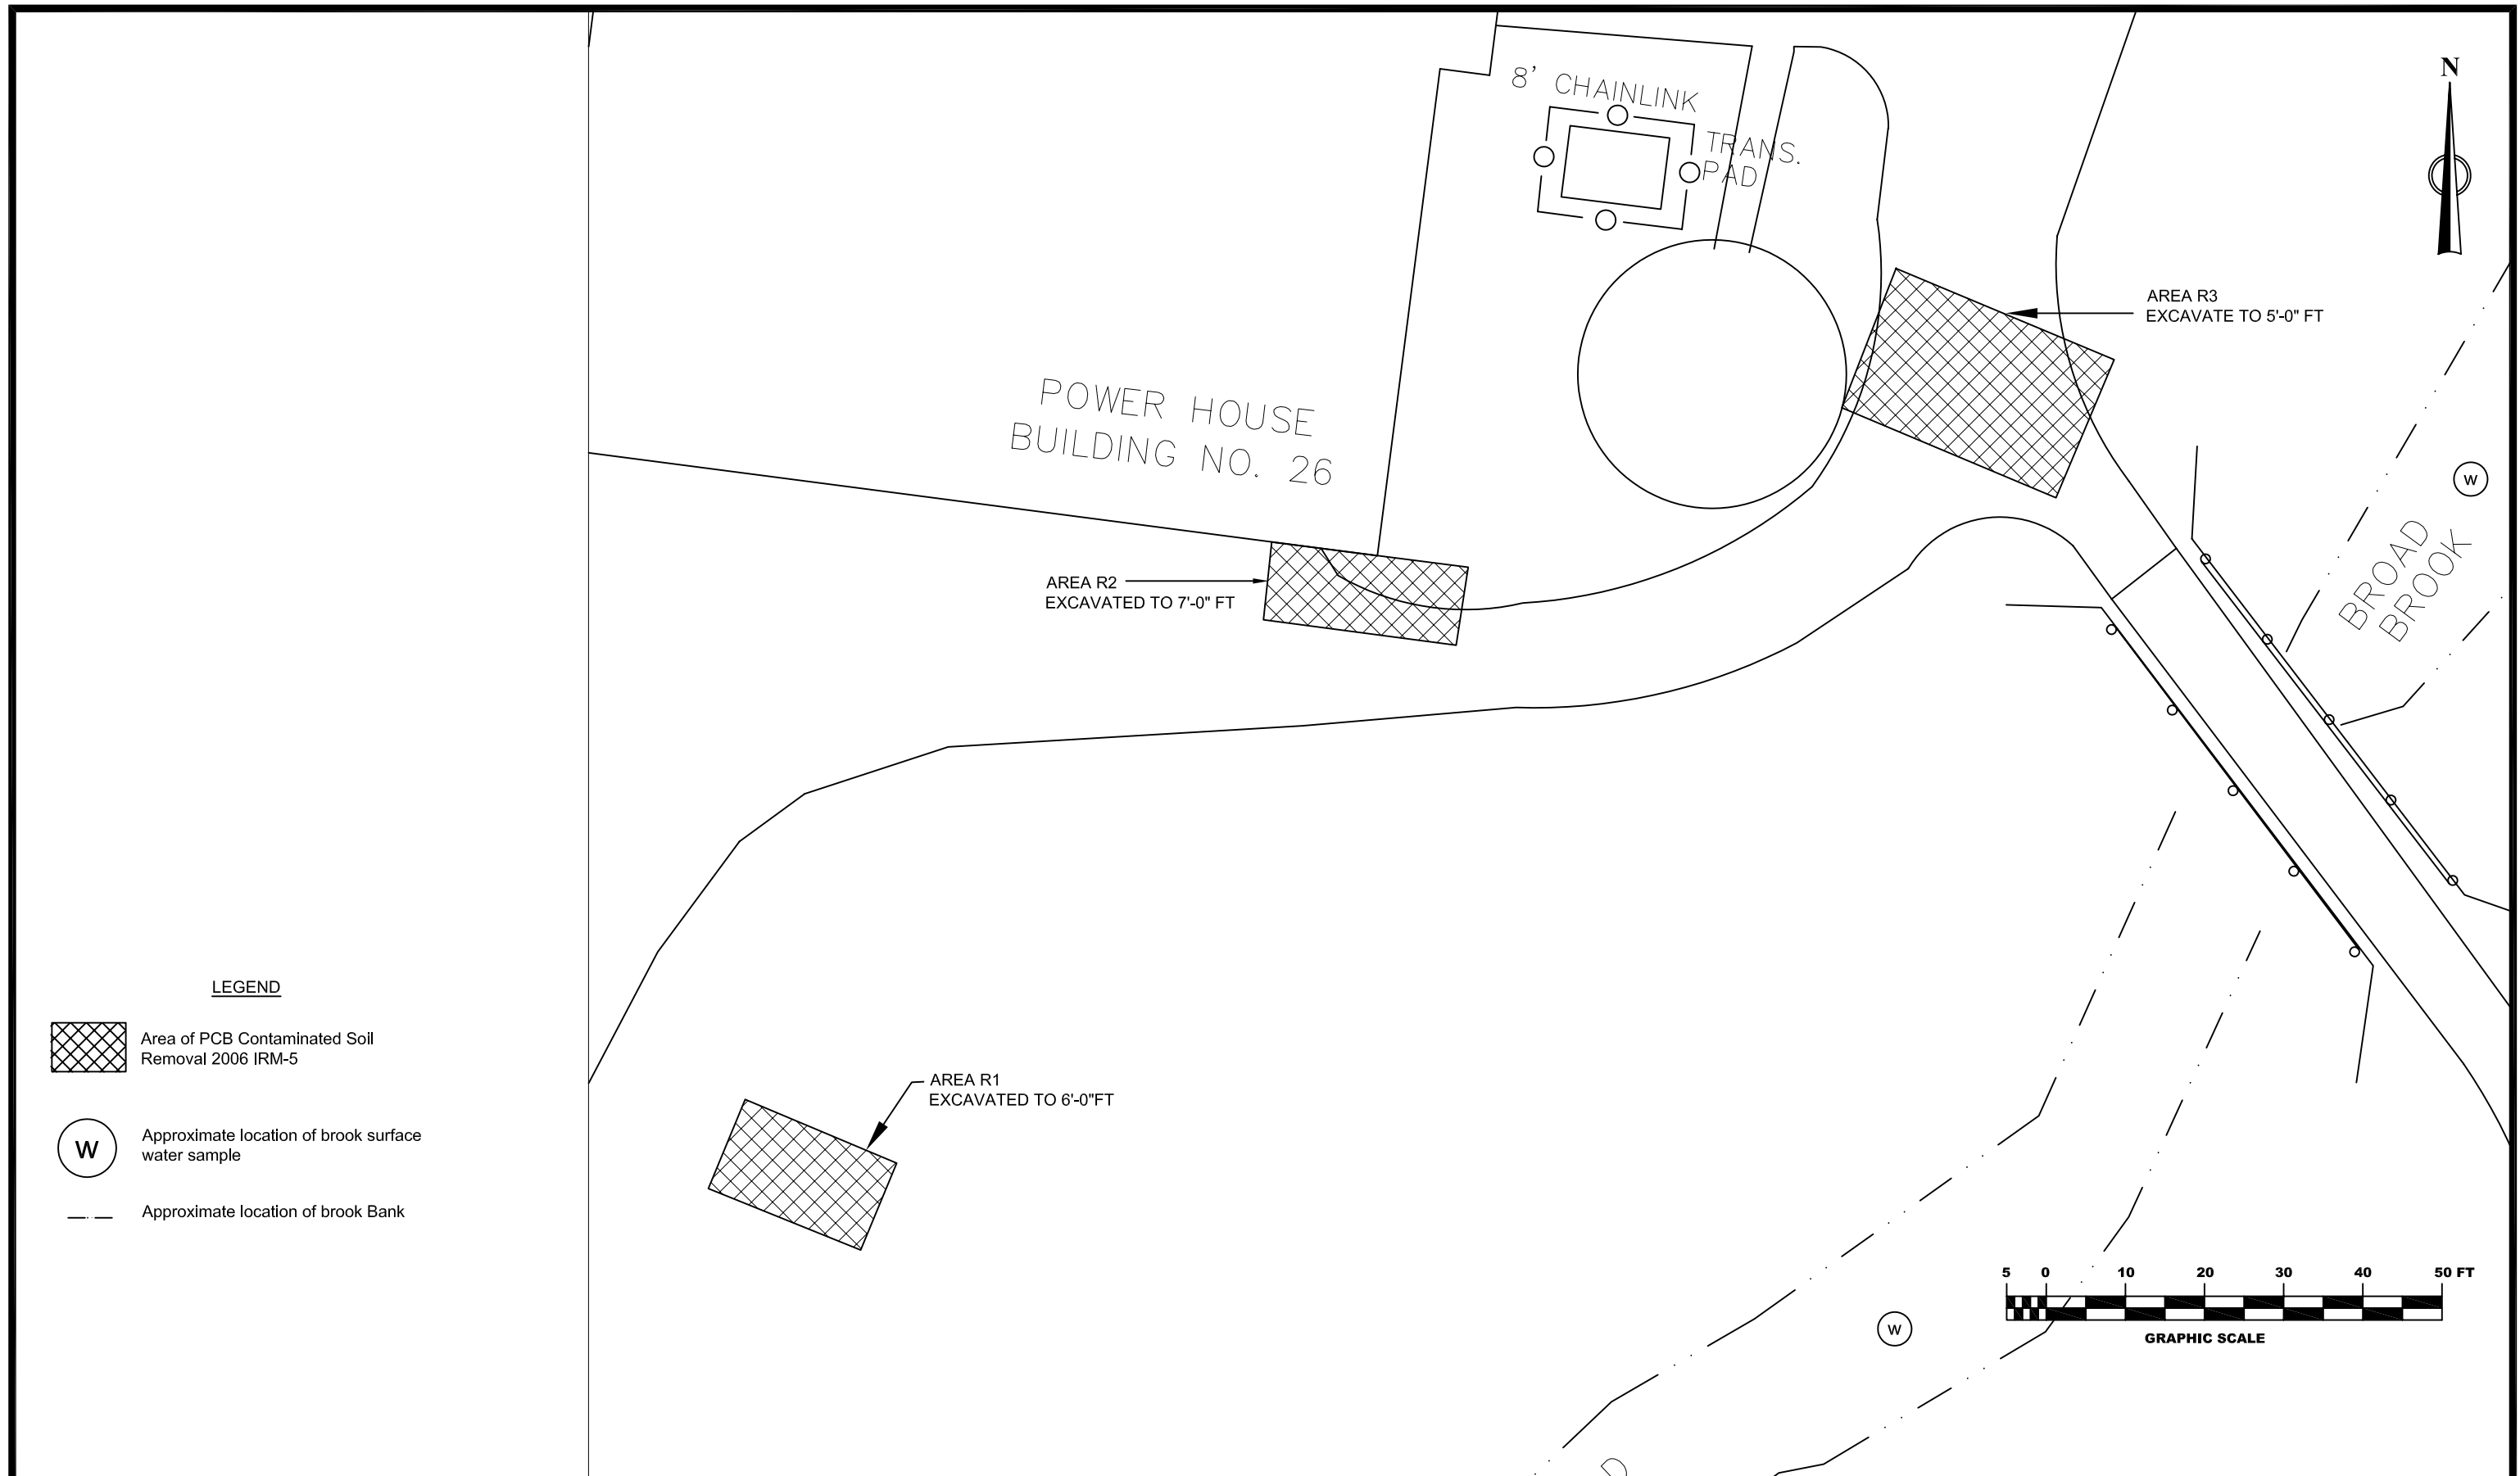 N
8' CHAINLINK
TRANS.
PAD
AREA R3
EXCAVATE TO 5'-0" FT
POWER HOUSE
BUILDING NO. 26
W
BROAD
BROOK
AREA R2
EXCAVATED TO 7'-0" FT
LEGEND
Area of PCB Contaminated Soil
Removal 2006 IRM-5
W
Approximate location of brook surface
water sample
Approximate location of brook Bank
AREA R1
EXCAVATED TO 6'-0"FT
5 0 10 20 30 40 50 FT
GRAPHIC SCALE
W
D